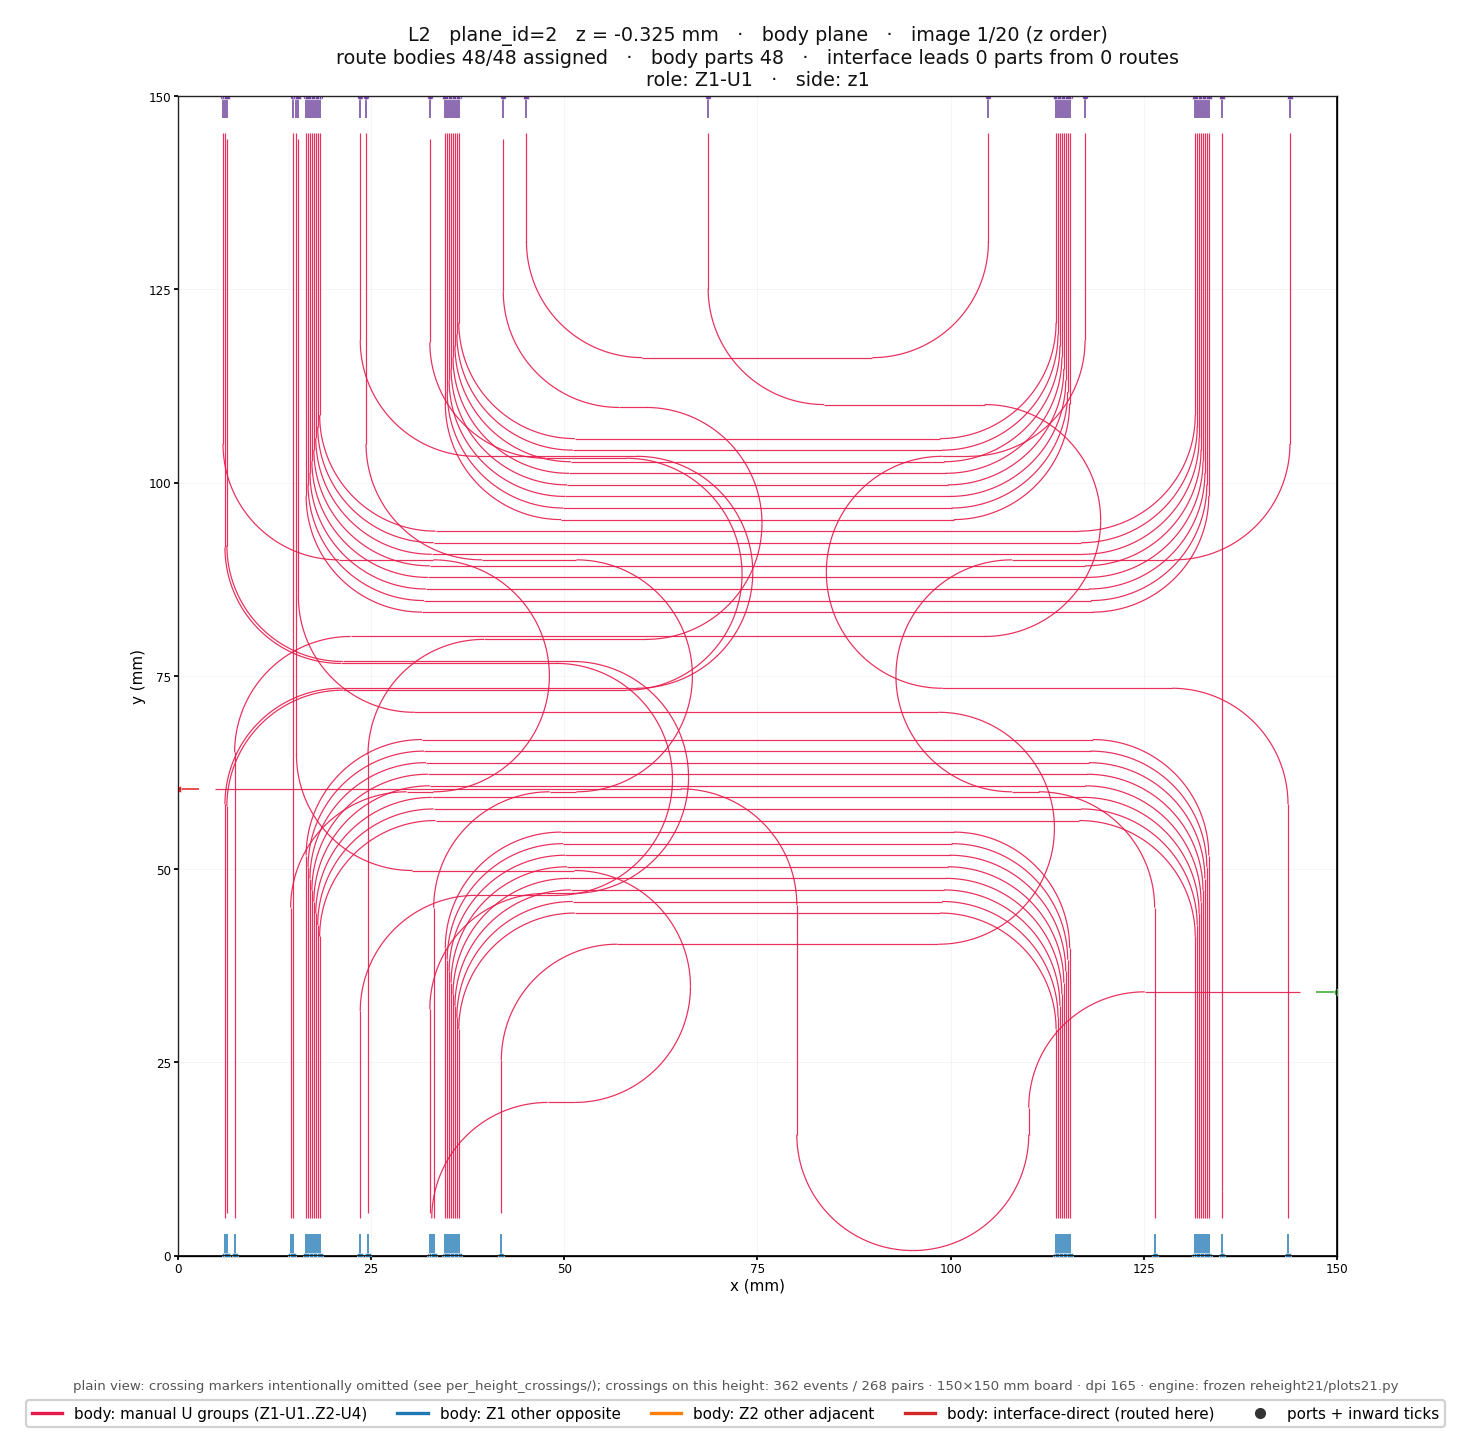 L2   plane_id=2   z = -0.325 mm   ·   body plane   ·   image 1/20 (z order)
route bodies 48/48 assigned   ·   body parts 48   ·   interface leads 0 parts from 0 routes
role: Z1-U1   ·   side: z1
150
125
100
75
50
25
0
y (mm)
0 25 50 75 100 125 150
x (mm)
plain view: crossing markers intentionally omitted (see per_height_crossings/); crossings on this height: 362 events / 268 pairs · 150×150 mm board · dpi 165 · engine: frozen reheight21/plots21.py
body: manual U groups (Z1-U1..Z2-U4)   body: Z1 other opposite   body: Z2 other adjacent   body: interface-direct (routed here)   ports + inward ticks